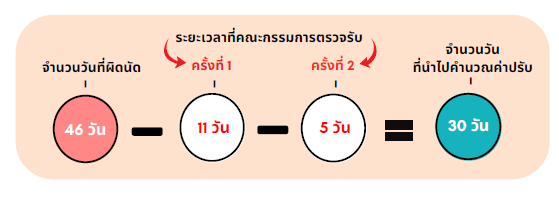 ระยะเวลาที่คณะกรรมการตรวจรับ
จำนวนวันที่ผิดนัด
ครั้งที่ 1
ครั้งที่ 2
จำนวนวัน
ที่นำไปคำนวณค่าปรับ
46 วัน
11 วัน
5 วัน
30 วัน